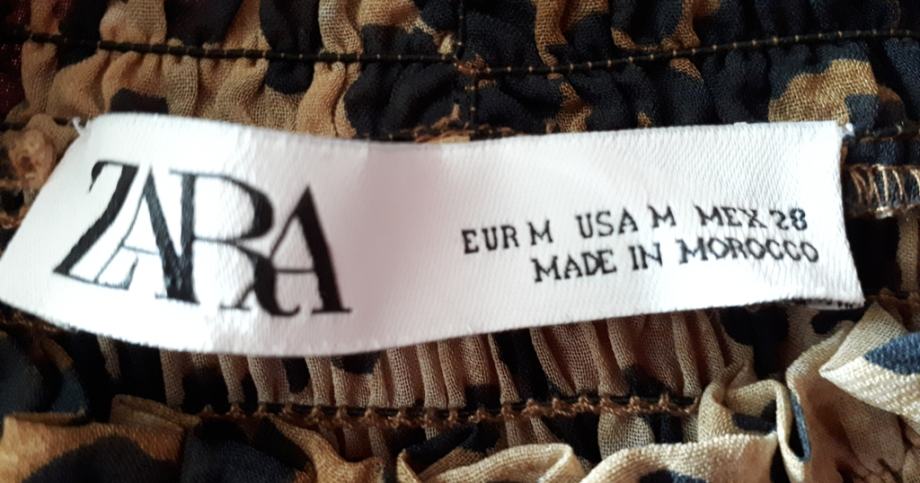 ZARA
EUR M USA M MEX 28
MADE IN MOROCCO